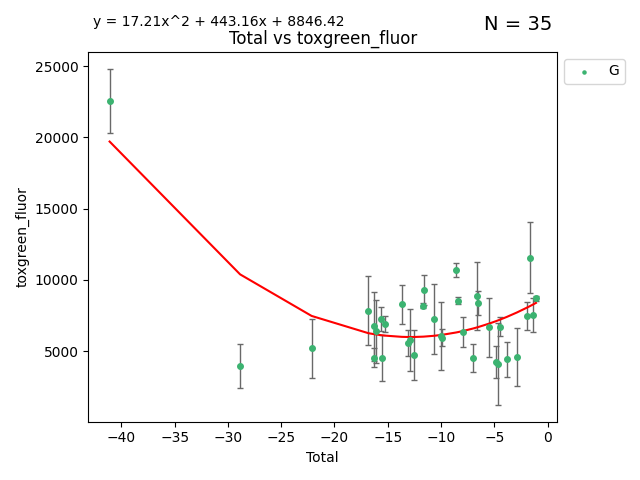 y = 17.21x^2 + 443.16x + 8846.42
N = 35
Total vs toxgreen_fluor
G
25000
20000
15000
10000
5000
toxgreen_fluor
−40 −35 −30 −25 −20 −15 −10 −5 0
Total